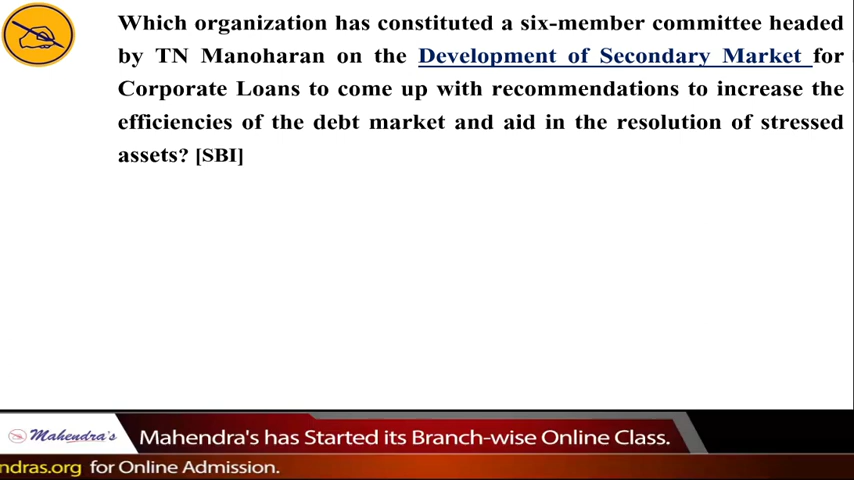 Which organization has constituted a six-member committee headed
by TN Manoharan on the Development of Secondary Market for
Corporate Loans to come up with recommendations to increase the
efficiencies of the debt market and aid in the resolution of stressed
assets? [SBI]
Mahendra's Mahendra's has Started its Branch-wise Online Class.
ndras.org for Online Admission.